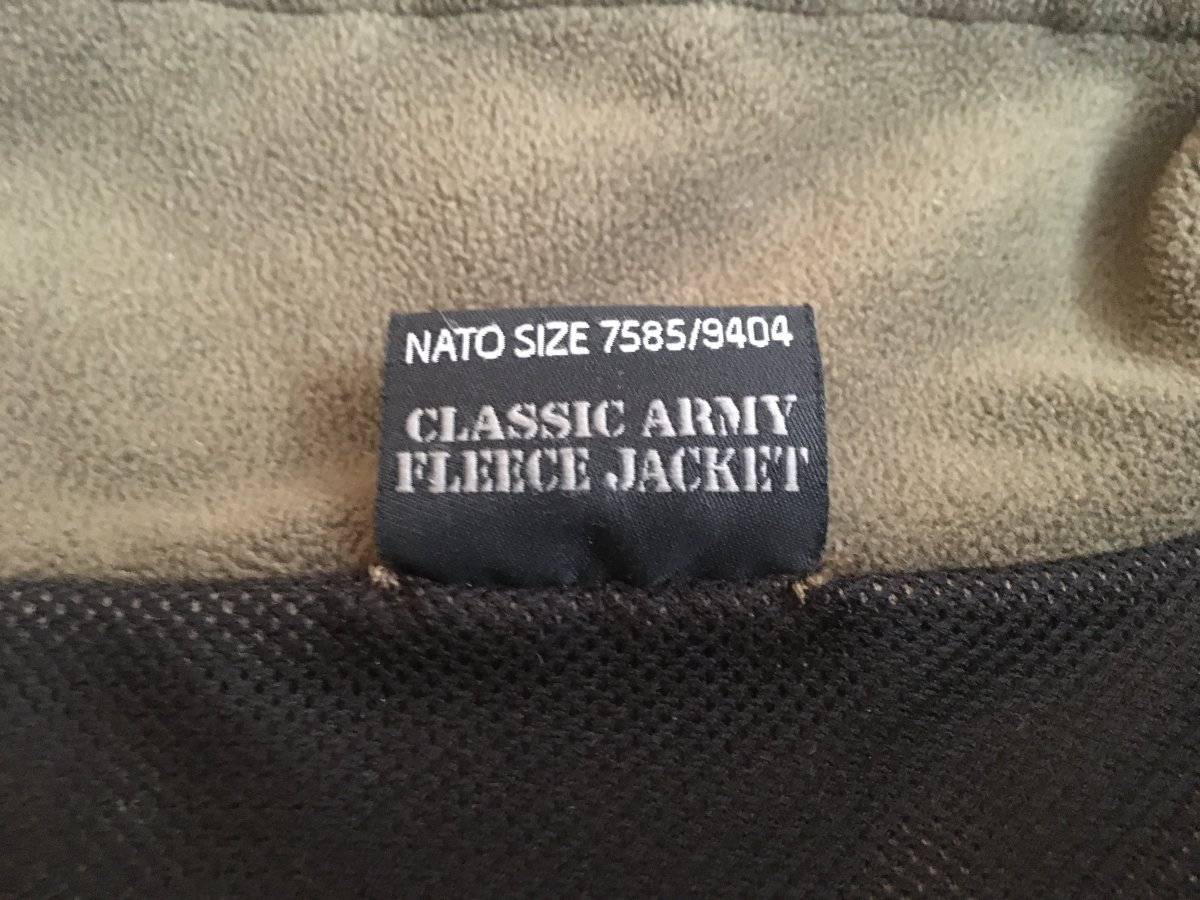 NATO SIZE 7585/9404
CLASSIC ARMY
FLEECE JACKET